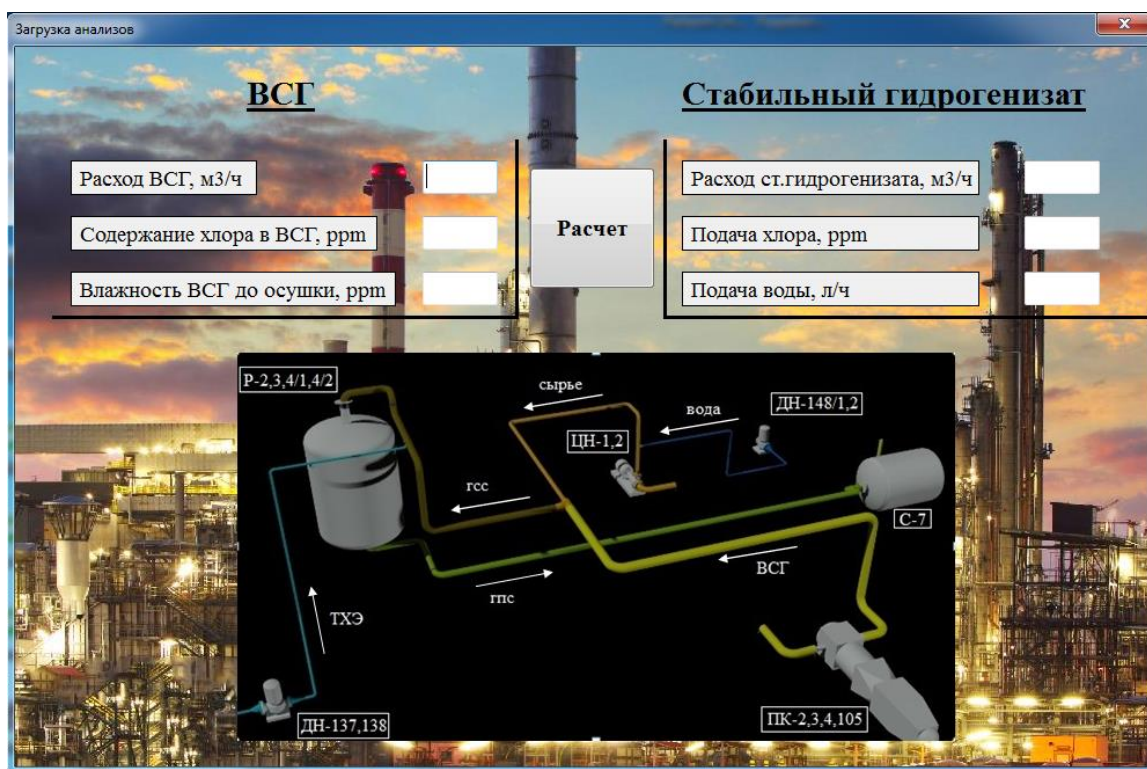 Загрузка анализов
ВСГ
Стабильный гидрогенизат
Расход ВСГ, м3/ч
Содержание хлора в ВСГ, ppm
Влажность ВСГ до осушки, ppm
Расчет
Расход ст.гидрогенизата, м3/ч
Подача хлора, ppm
Подача воды, л/ч
Р-2,3,4/1,4/2
сырье
вода
ДН-148/1,2
ЦН-1,2
гсс
С-7
ВСГ
гпс
ТХЭ
ДН-137,138
ПК-2,3,4,105